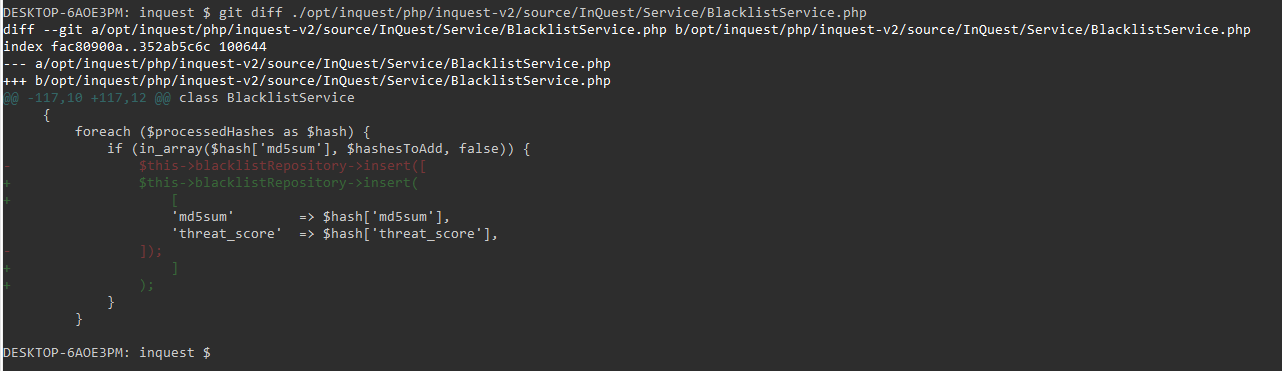 DESKTOP-6AOE3PM: inquest $ git diff ./opt/inquest/php/inquest-v2/source/InQuest/Service/BlacklistService.php
diff --git a/opt/inquest/php/inquest-v2/source/InQuest/Service/BlacklistService.php b/opt/inquest/php/inquest-v2/source/InQuest/Service/BlacklistService.php
index fac80900a..352ab5c6c 100644
--- a/opt/inquest/php/inquest-v2/source/InQuest/Service/BlacklistService.php
+++ b/opt/inquest/php/inquest-v2/source/InQuest/Service/BlacklistService.php
@@ -117,10 +117,12 @@ class BlacklistService
     {
         foreach ($processedHashes as $hash) {
             if (in_array($hash['md5sum'], $hashesToAdd, false)) {
-                $this->blacklistRepository->insert([
+                $this->blacklistRepository->insert(
+                    [
                     'md5sum'        => $hash['md5sum'],
                     'threat_score'  => $hash['threat_score'],
-                ]);
+                    ]
+                );
             }
         }
DESKTOP-6AOE3PM: inquest $